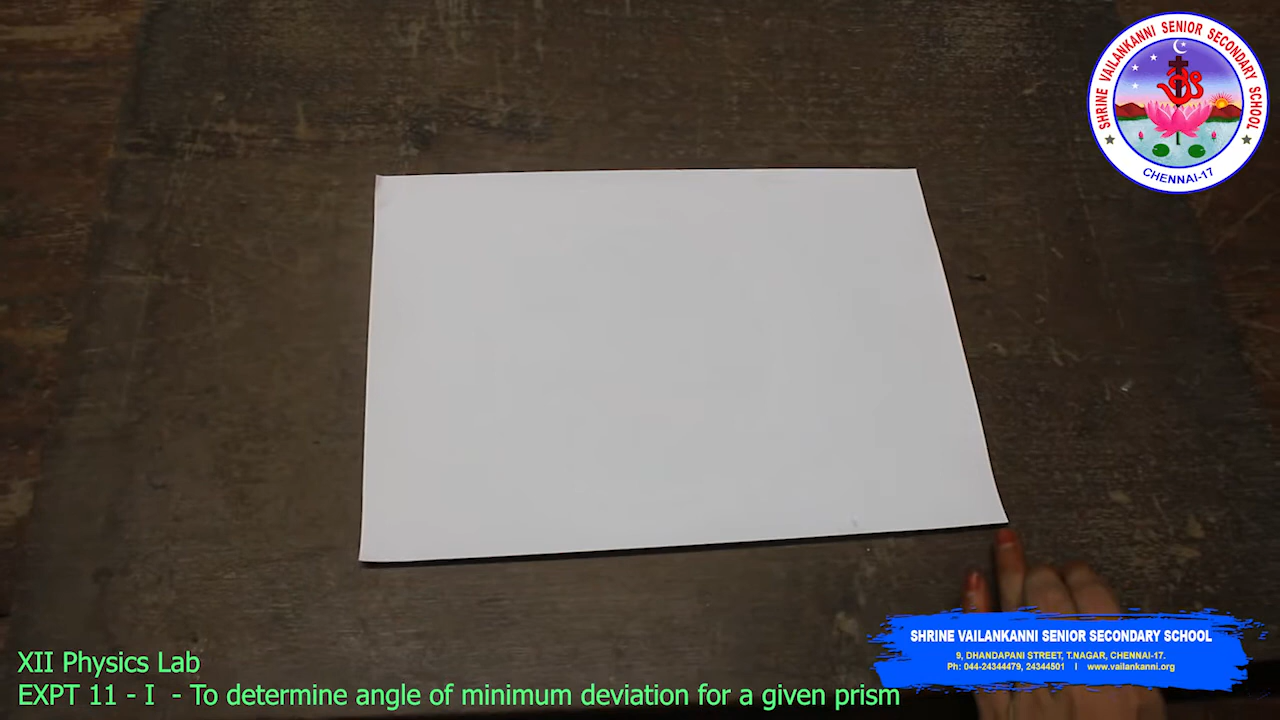 SHRINE VAILANKANNI SENIOR SECONDARY SCHOOL
CHENNAI-17
SHRINE VAILANKANNI SENIOR SECONDARY SCHOOL
9, DHANDAPANI STREET, T.NAGAR, CHENNAI-17.
Ph: 044-24344479, 24344501 I www.vailankanni.org
XII Physics Lab
EXPT 11 - I - To determine angle of minimum deviation for a given prism